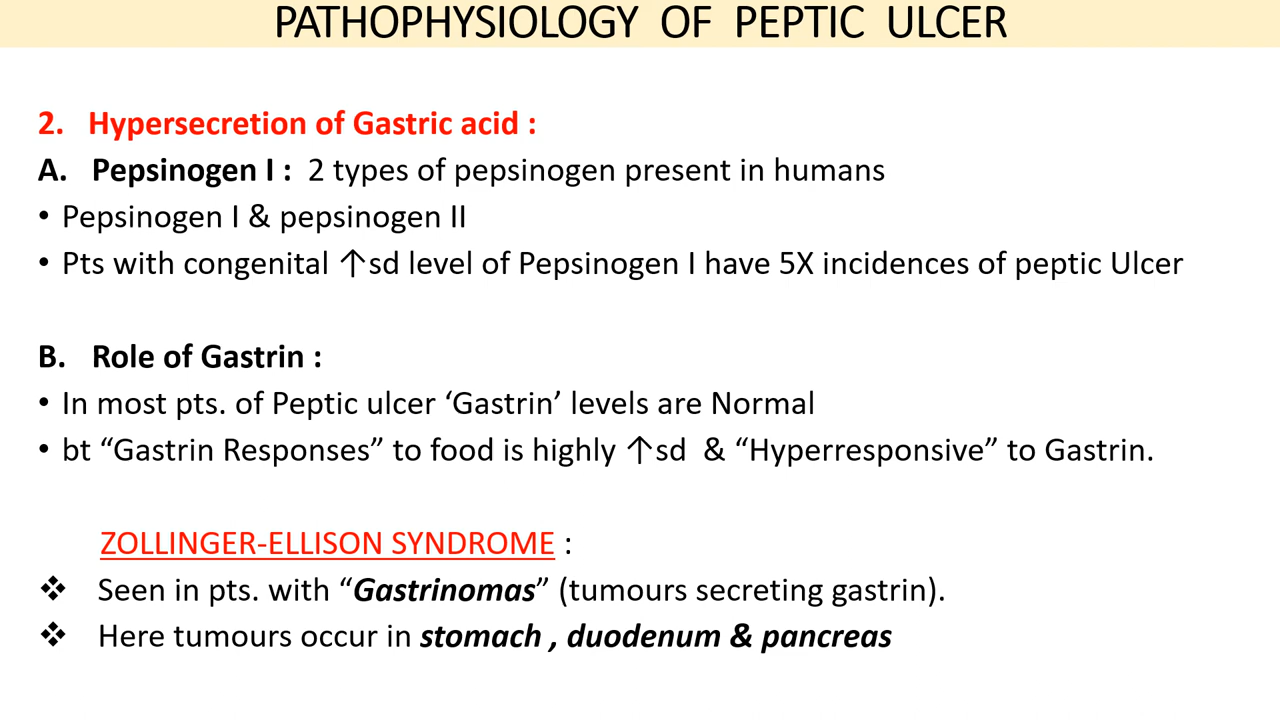 PATHOPHYSIOLOGY OF PEPTIC ULCER
2. Hypersecretion of Gastric acid :
A. Pepsinogen I : 2 types of pepsinogen present in humans
• Pepsinogen I & pepsinogen II
• Pts with congenital ↑sd level of Pepsinogen I have 5X incidences of peptic Ulcer
B. Role of Gastrin :
• In most pts. of Peptic ulcer ‘Gastrin’ levels are Normal
• bt “Gastrin Responses” to food is highly ↑sd & “Hyperresponsive” to Gastrin.
ZOLLINGER-ELLISON SYNDROME :
❖ Seen in pts. with “Gastrinomas” (tumours secreting gastrin).
❖ Here tumours occur in stomach , duodenum & pancreas